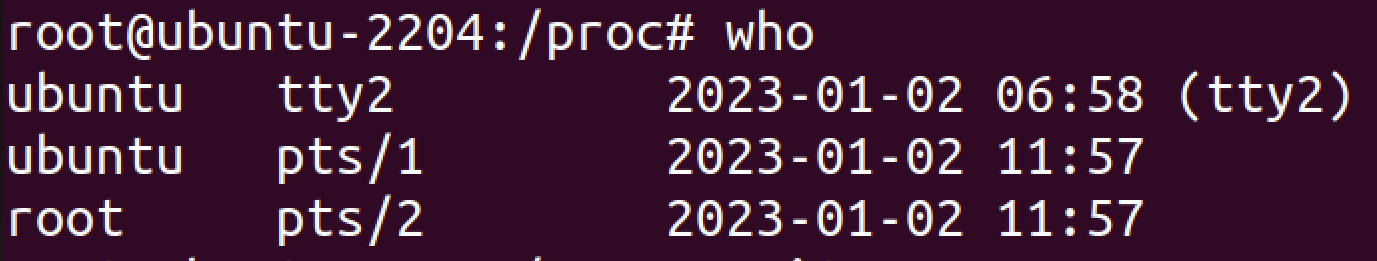 root@ubuntu-2204:/proc# who
ubuntu   tty2         2023-01-02 06:58 (tty2)
ubuntu   pts/1        2023-01-02 11:57
root     pts/2        2023-01-02 11:57